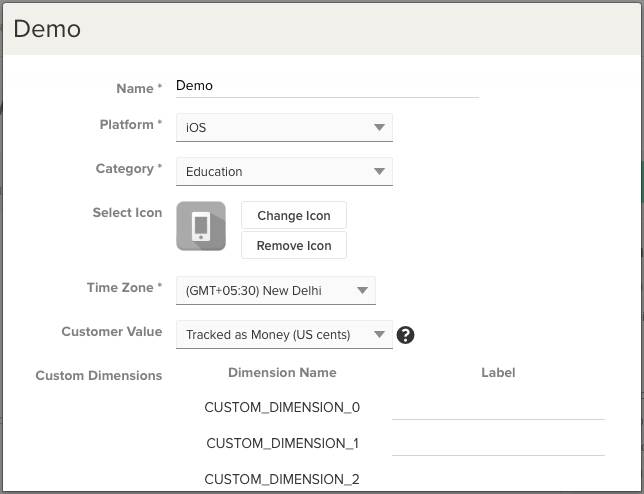 Demo
Name * Demo
Platform * iOS
Category * Education
Select Icon Change Icon
Remove Icon
Time Zone * (GMT+05:30) New Delhi
Customer Value Tracked as Money (US cents) ?
Custom Dimensions Dimension Name Label
CUSTOM_DIMENSION_0
CUSTOM_DIMENSION_1
CUSTOM_DIMENSION_2